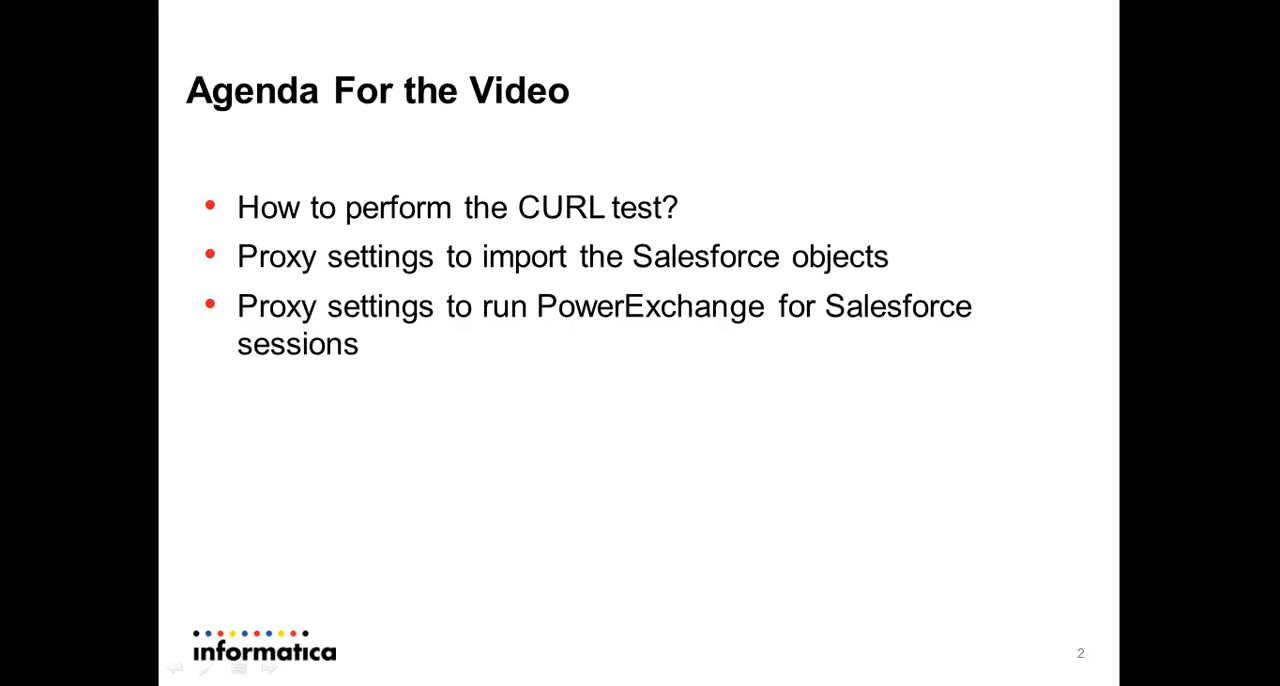 Agenda For the Video
How to perform the CURL test?
Proxy settings to import the Salesforce objects
Proxy settings to run PowerExchange for Salesforce
sessions
informatica
2